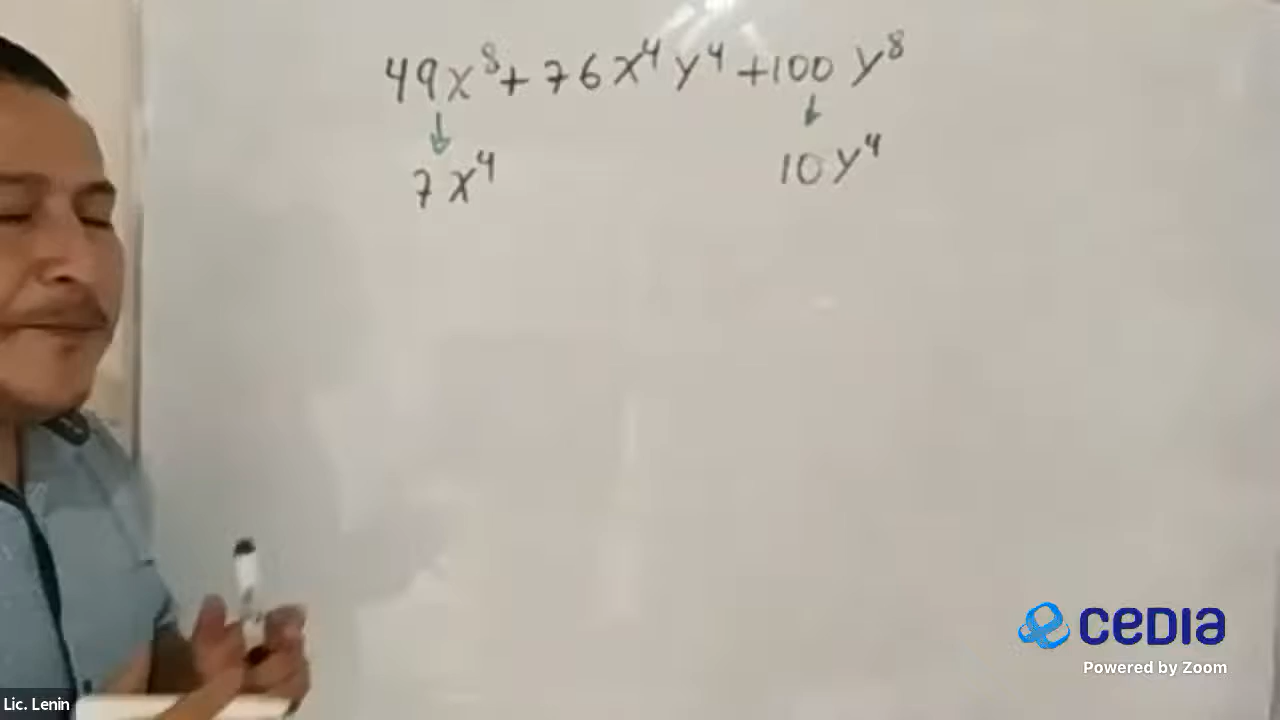 49x⁸+76x⁴y⁴+100y⁸
↓ ↓
7x⁴ 10y⁴
CEDIA
Powered by Zoom
Lic. Lenin